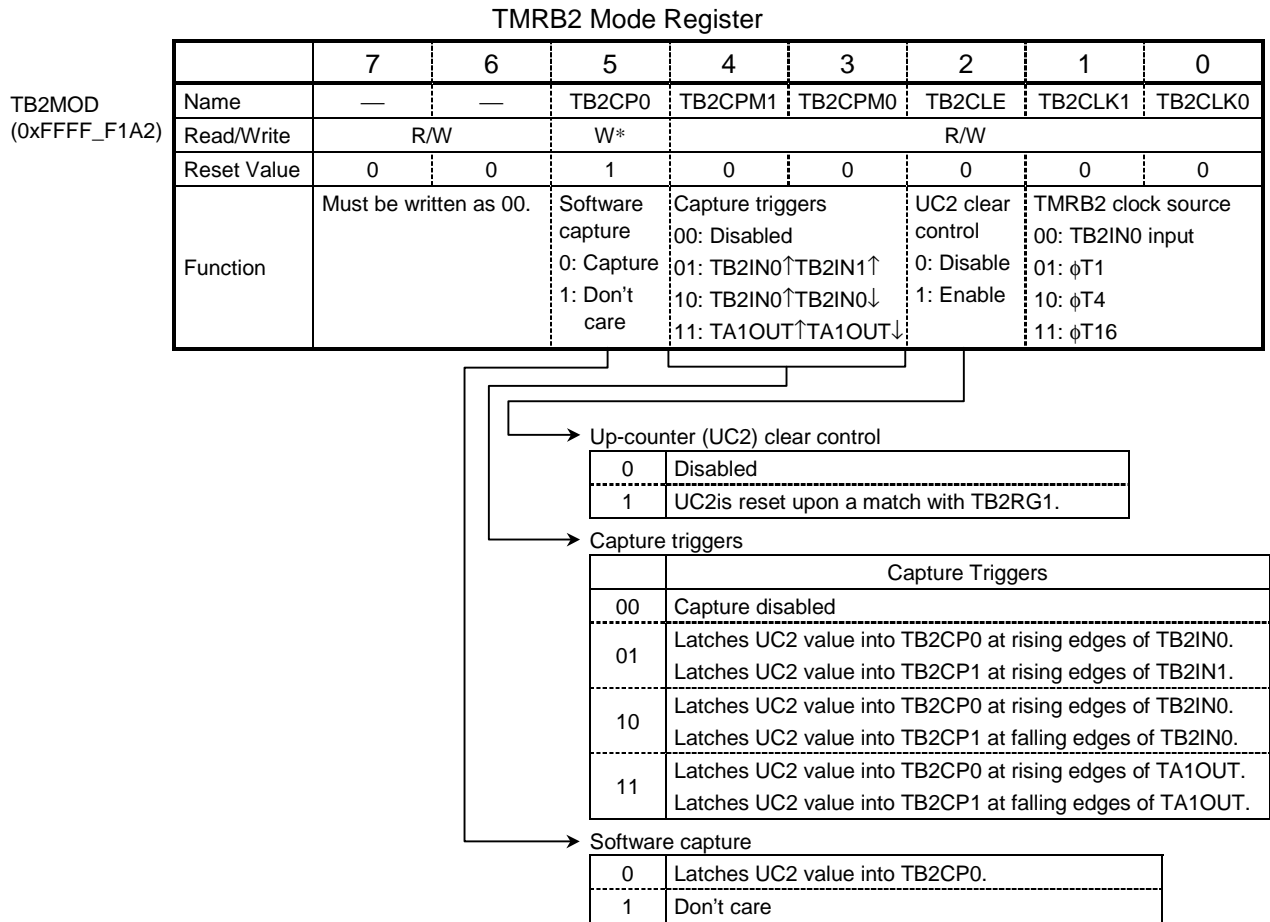 TMRB2 Mode Register
7 6 5 4 3 2 1 0
TB2MOD
(0xFFFF_F1A2)
Name — — TB2CP0 TB2CPM1 TB2CPM0 TB2CLE TB2CLK1 TB2CLK0
Read/Write R/W W* R/W
Reset Value 0 0 1 0 0 0 0 0
Function
Must be written as 00.
Software
capture
0: Capture
1: Don't
care
Capture triggers
00: Disabled
01: TB2IN0↑TB2IN1↑
10: TB2IN0↑TB2IN0↓
11: TA1OUT↑TA1OUT↓
UC2 clear
control
0: Disable
1: Enable
TMRB2 clock source
00: TB2IN0 input
01: ϕT1
10: ϕT4
11: ϕT16
Up-counter (UC2) clear control
0 Disabled
1 UC2is reset upon a match with TB2RG1.
Capture triggers
Capture Triggers
00 Capture disabled
01
Latches UC2 value into TB2CP0 at rising edges of TB2IN0.
Latches UC2 value into TB2CP1 at rising edges of TB2IN1.
10
Latches UC2 value into TB2CP0 at rising edges of TB2IN0.
Latches UC2 value into TB2CP1 at falling edges of TB2IN0.
11
Latches UC2 value into TB2CP0 at rising edges of TA1OUT.
Latches UC2 value into TB2CP1 at falling edges of TA1OUT.
Software capture
0 Latches UC2 value into TB2CP0.
1 Don't care